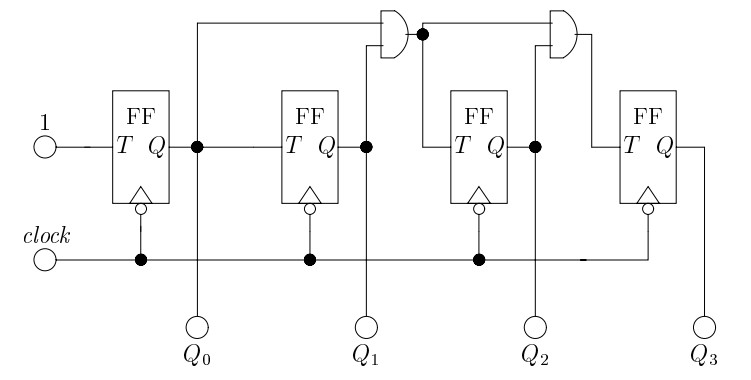 1
FF FF FF FF
T Q T Q T Q T Q
clock
Q0 Q1 Q2 Q3